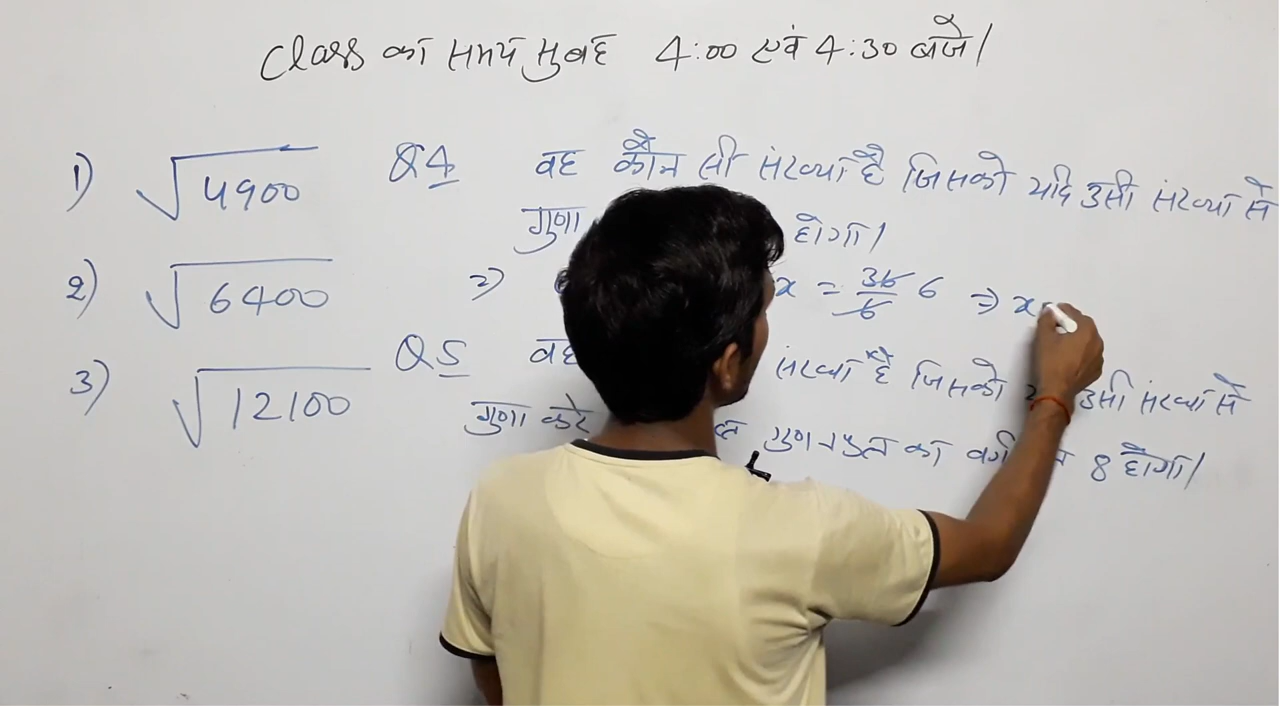 Class का समय सुबह 4:00 एवं 4:30 बजे।
1) √4900
2) √6400
3) √12100
Q4 वह कौन सी संख्या है जिसको यदि उसी संख्या से
गुणा होगा।
2) x = 36/6 6 ⇒ x
Q5 वह संख्या है जिसको उसी संख्या से
गुणा करे गुणनफल का 8 होगा।